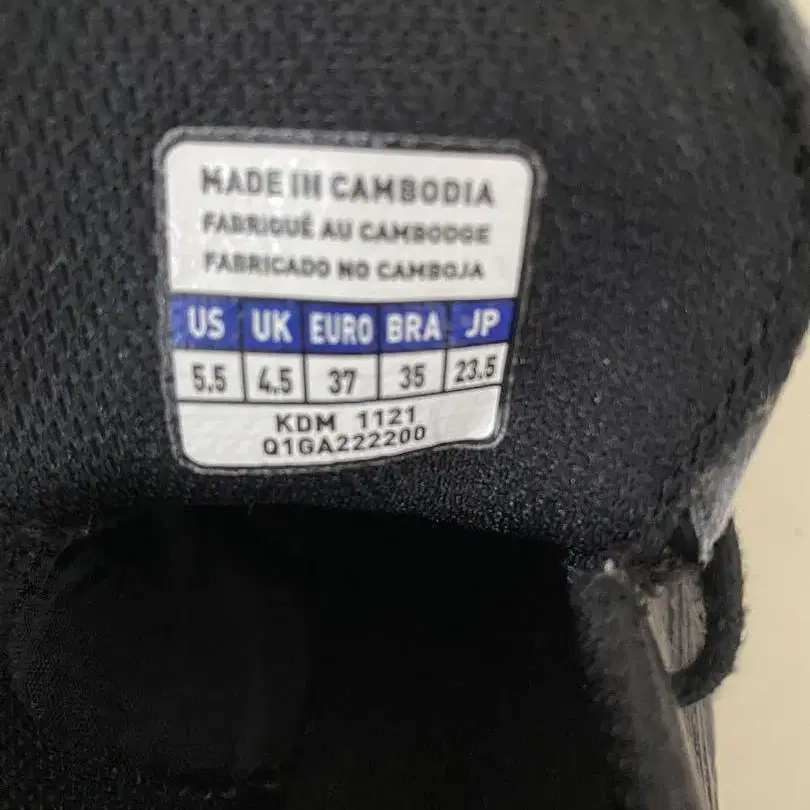 MADE IN CAMBODIA
FABRIQUÉ AU CAMBODGE
FABRICADO NO CAMBOJA
US UK EURO BRA JP
5.5 4.5 37 35 23.5
KDM 1121
Q1GA222200